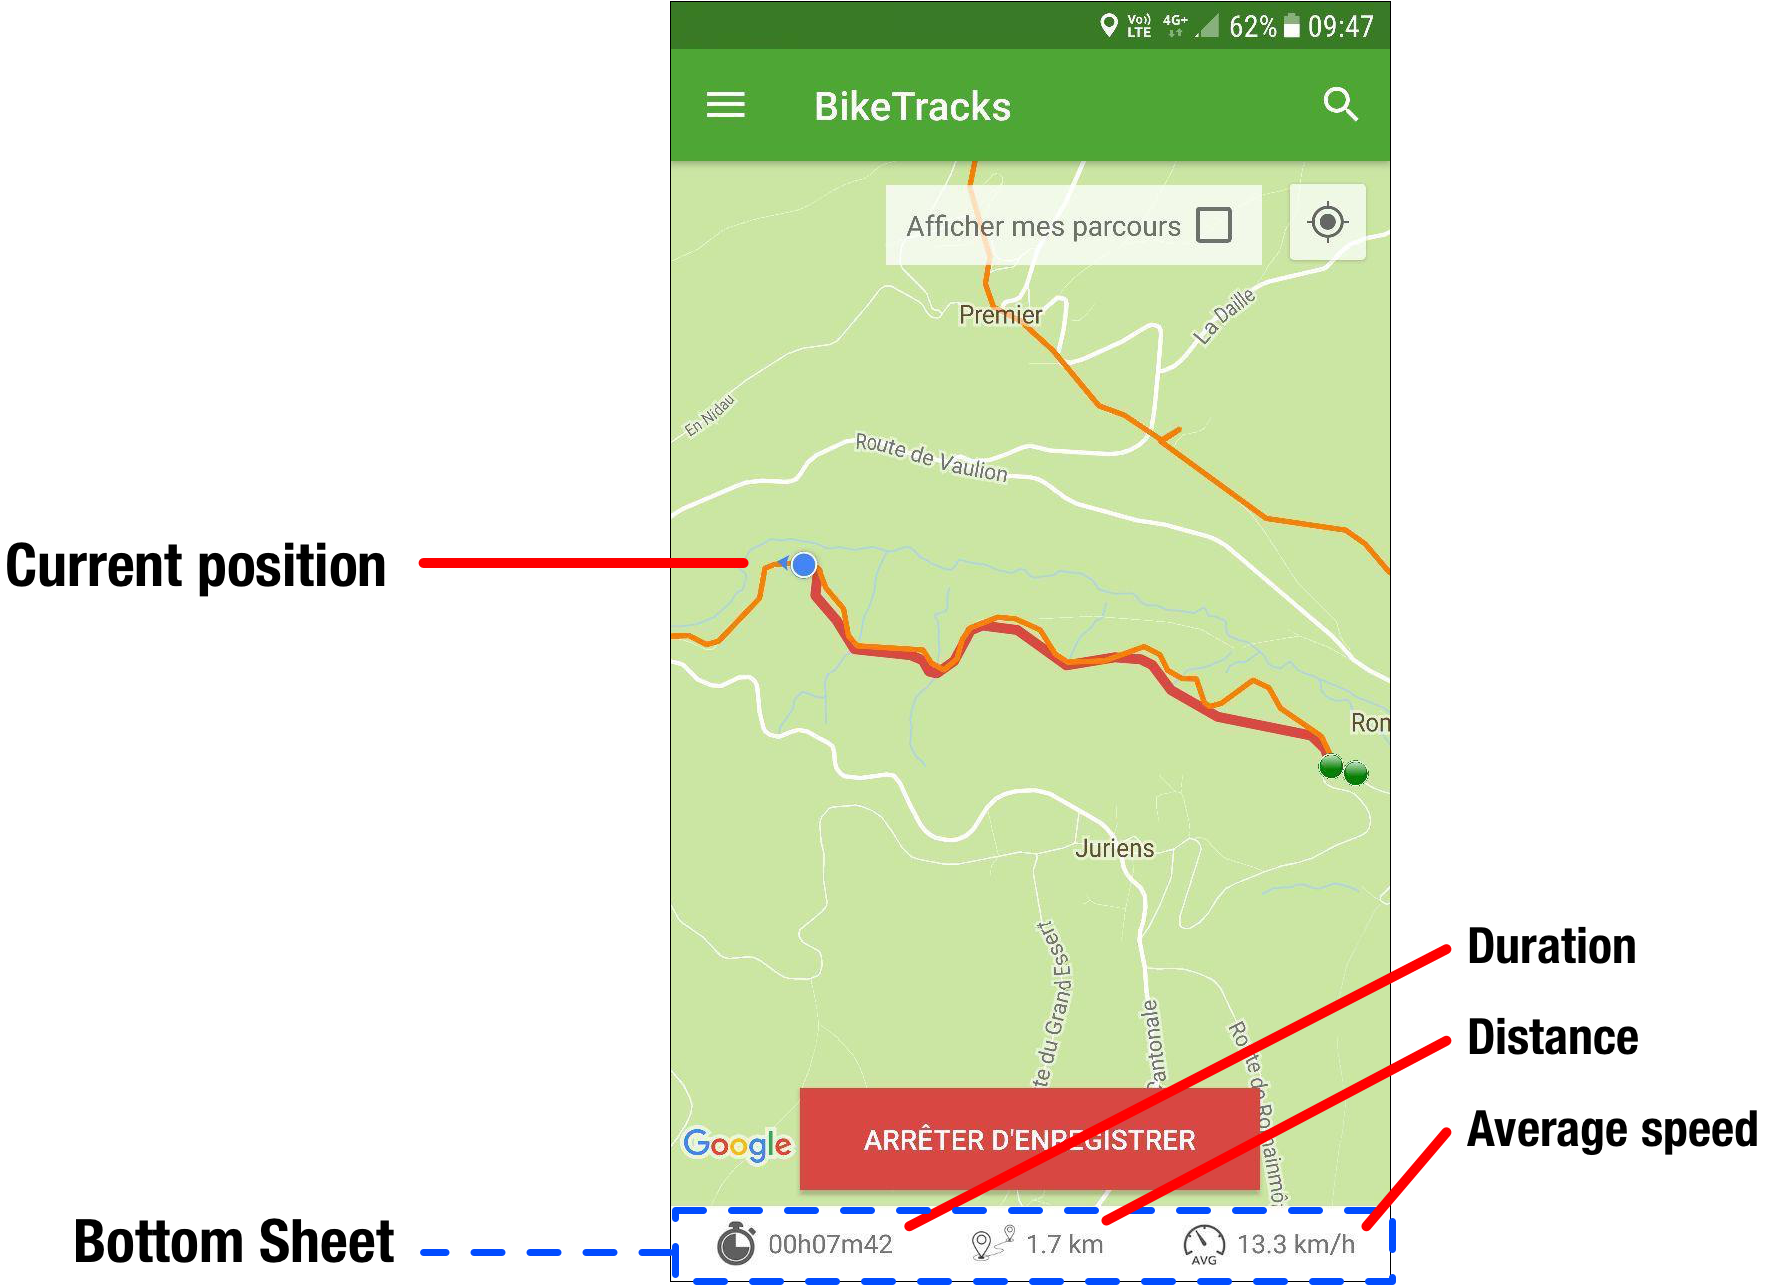 Vo)) LTE 4G+ 62% 09:47
BikeTracks
Afficher mes parcours
Premier
La Daille
En Nidau
Route de Vaulion
Current position
Rom
Juriens
Duration
te du Grand Essert
Cantonale
Route de Romainmô
Distance
Average speed
Google
ARRÊTER D'ENREGISTRER
Bottom Sheet
00h07m42
1.7 km
AVG
13.3 km/h